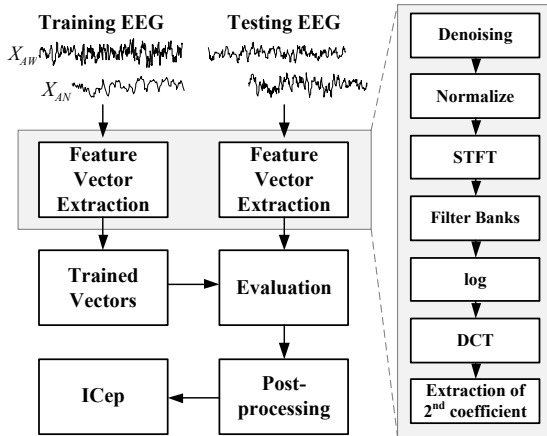 Training EEG
Testing EEG
X_AW
X_AN
Feature
Vector
Extraction
Feature
Vector
Extraction
Trained
Vectors
Evaluation
ICep
Post-
processing
Denoising
Normalize
STFT
Filter Banks
log
DCT
Extraction of
2nd coefficient